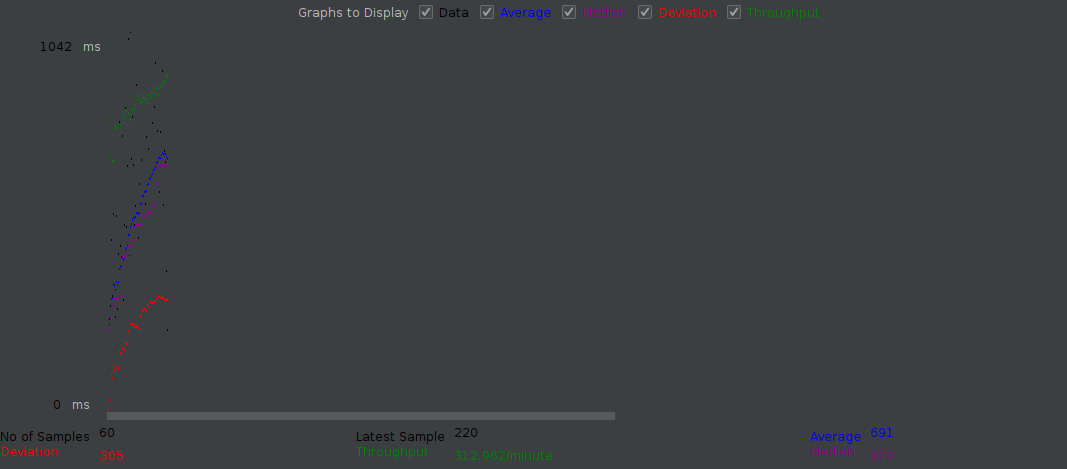 Graphs to Display Data Average Median Deviation Throughput
1042 ms
0 ms
No of Samples 60 Latest Sample 220 Average 691
Deviation 305 Throughput 312.962/minute Median